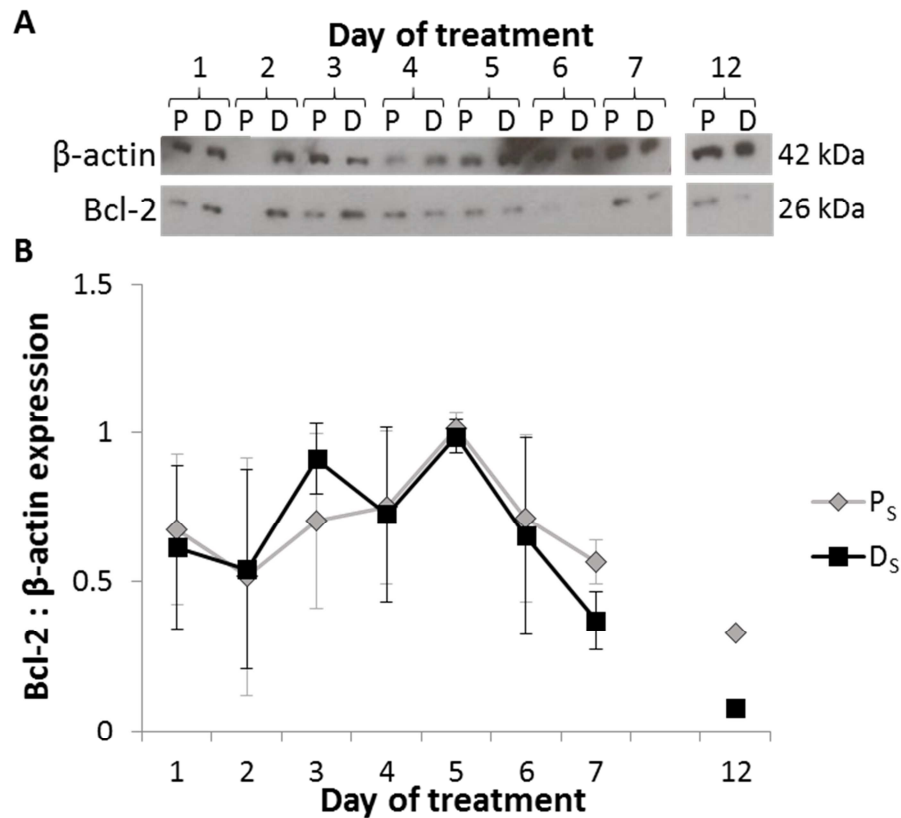 A
Day of treatment
1 2 3 4 5 6 7 12
P D P D P D P D P D P D P D P D
β-actin 42 kDa
Bcl-2 26 kDa
B
Bcl-2 : β-actin expression
1.5
1
0.5
0
P_S
D_S
1 2 3 4 5 6 7 12
Day of treatment